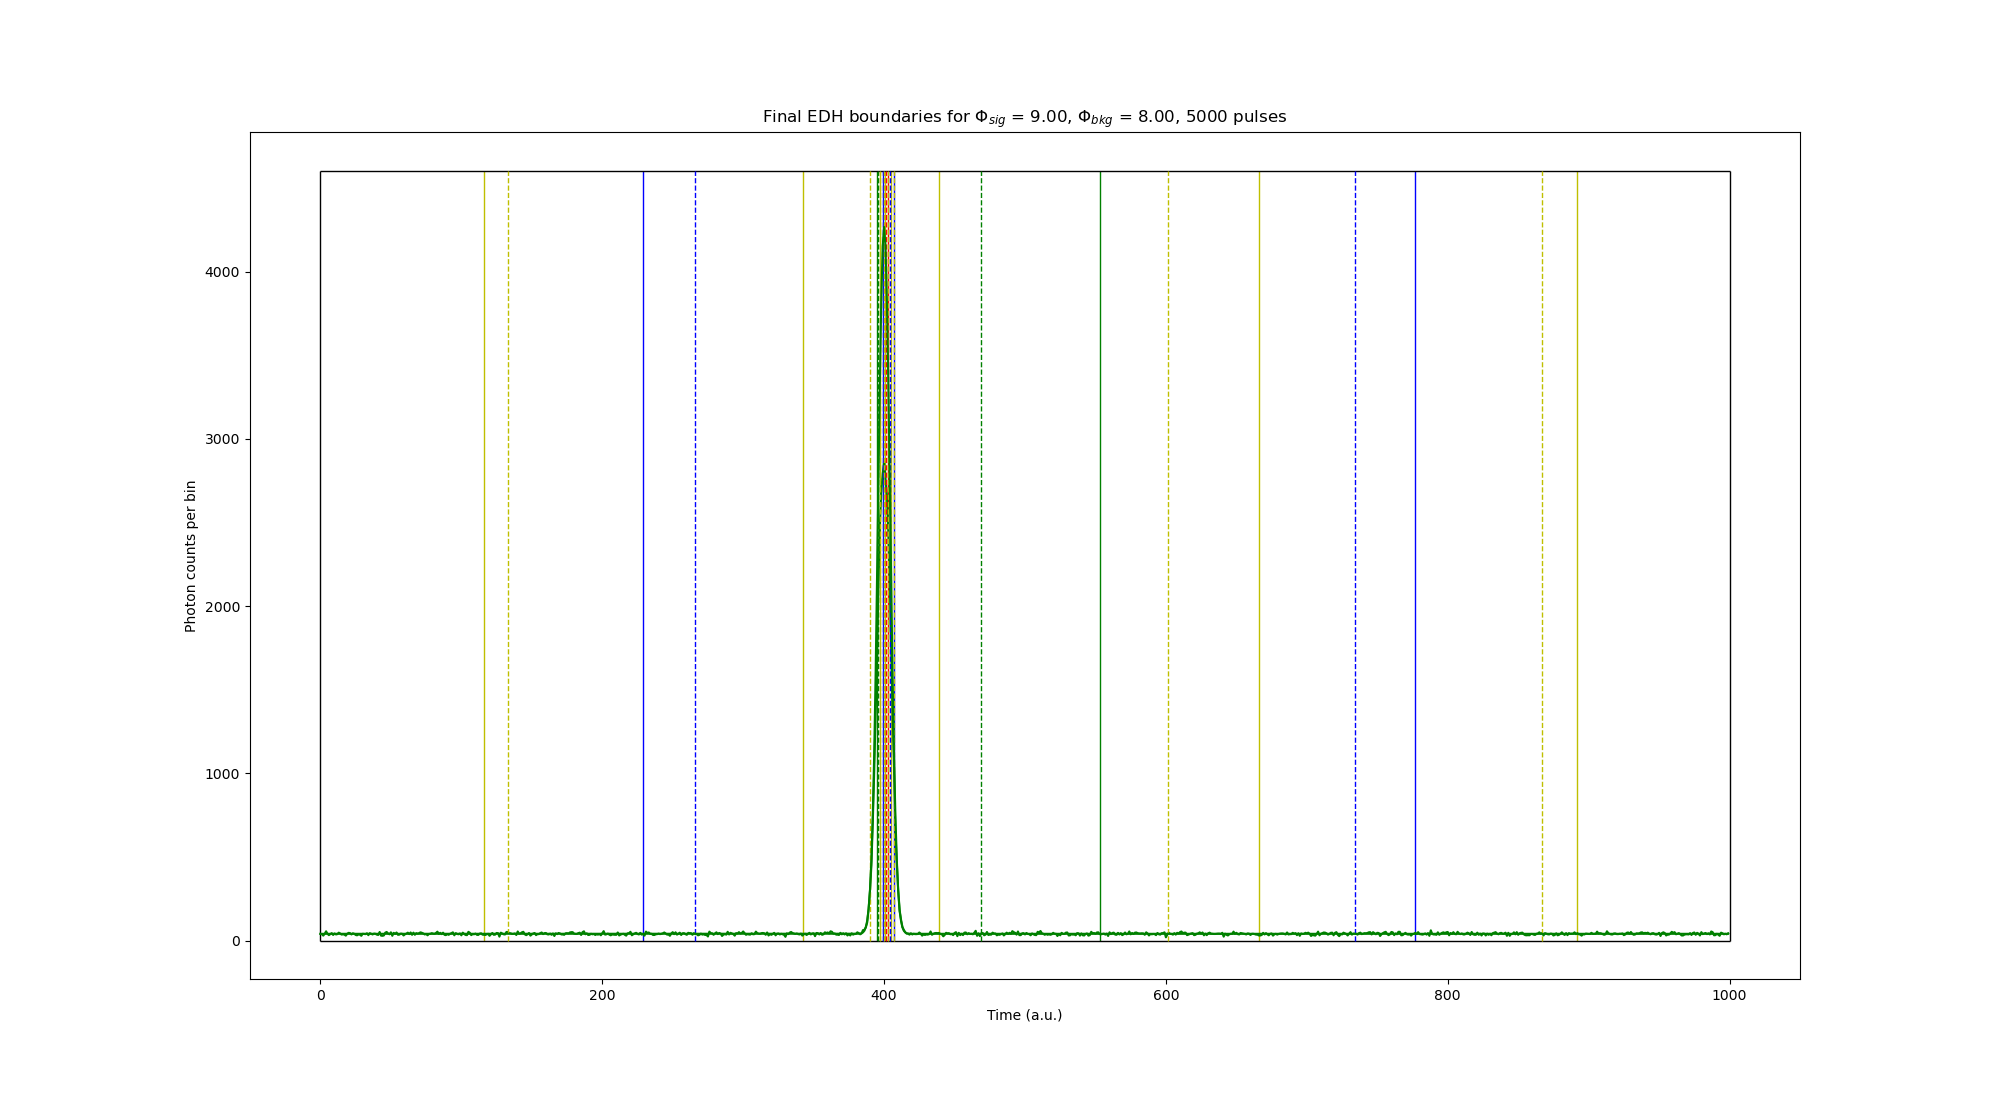 Final EDH boundaries for Φsig = 9.00, Φbkg = 8.00, 5000 pulses
Photon counts per bin
4000
3000
2000
1000
0
0 200 400 600 800 1000
Time (a.u.)